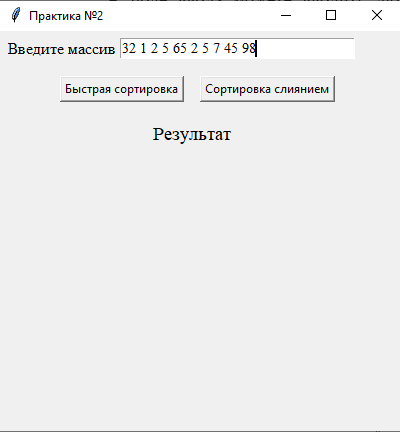 Практика №2
Введите массив 32 1 2 5 65 2 5 7 45 98
Быстрая сортировка Сортировка слиянием
Результат